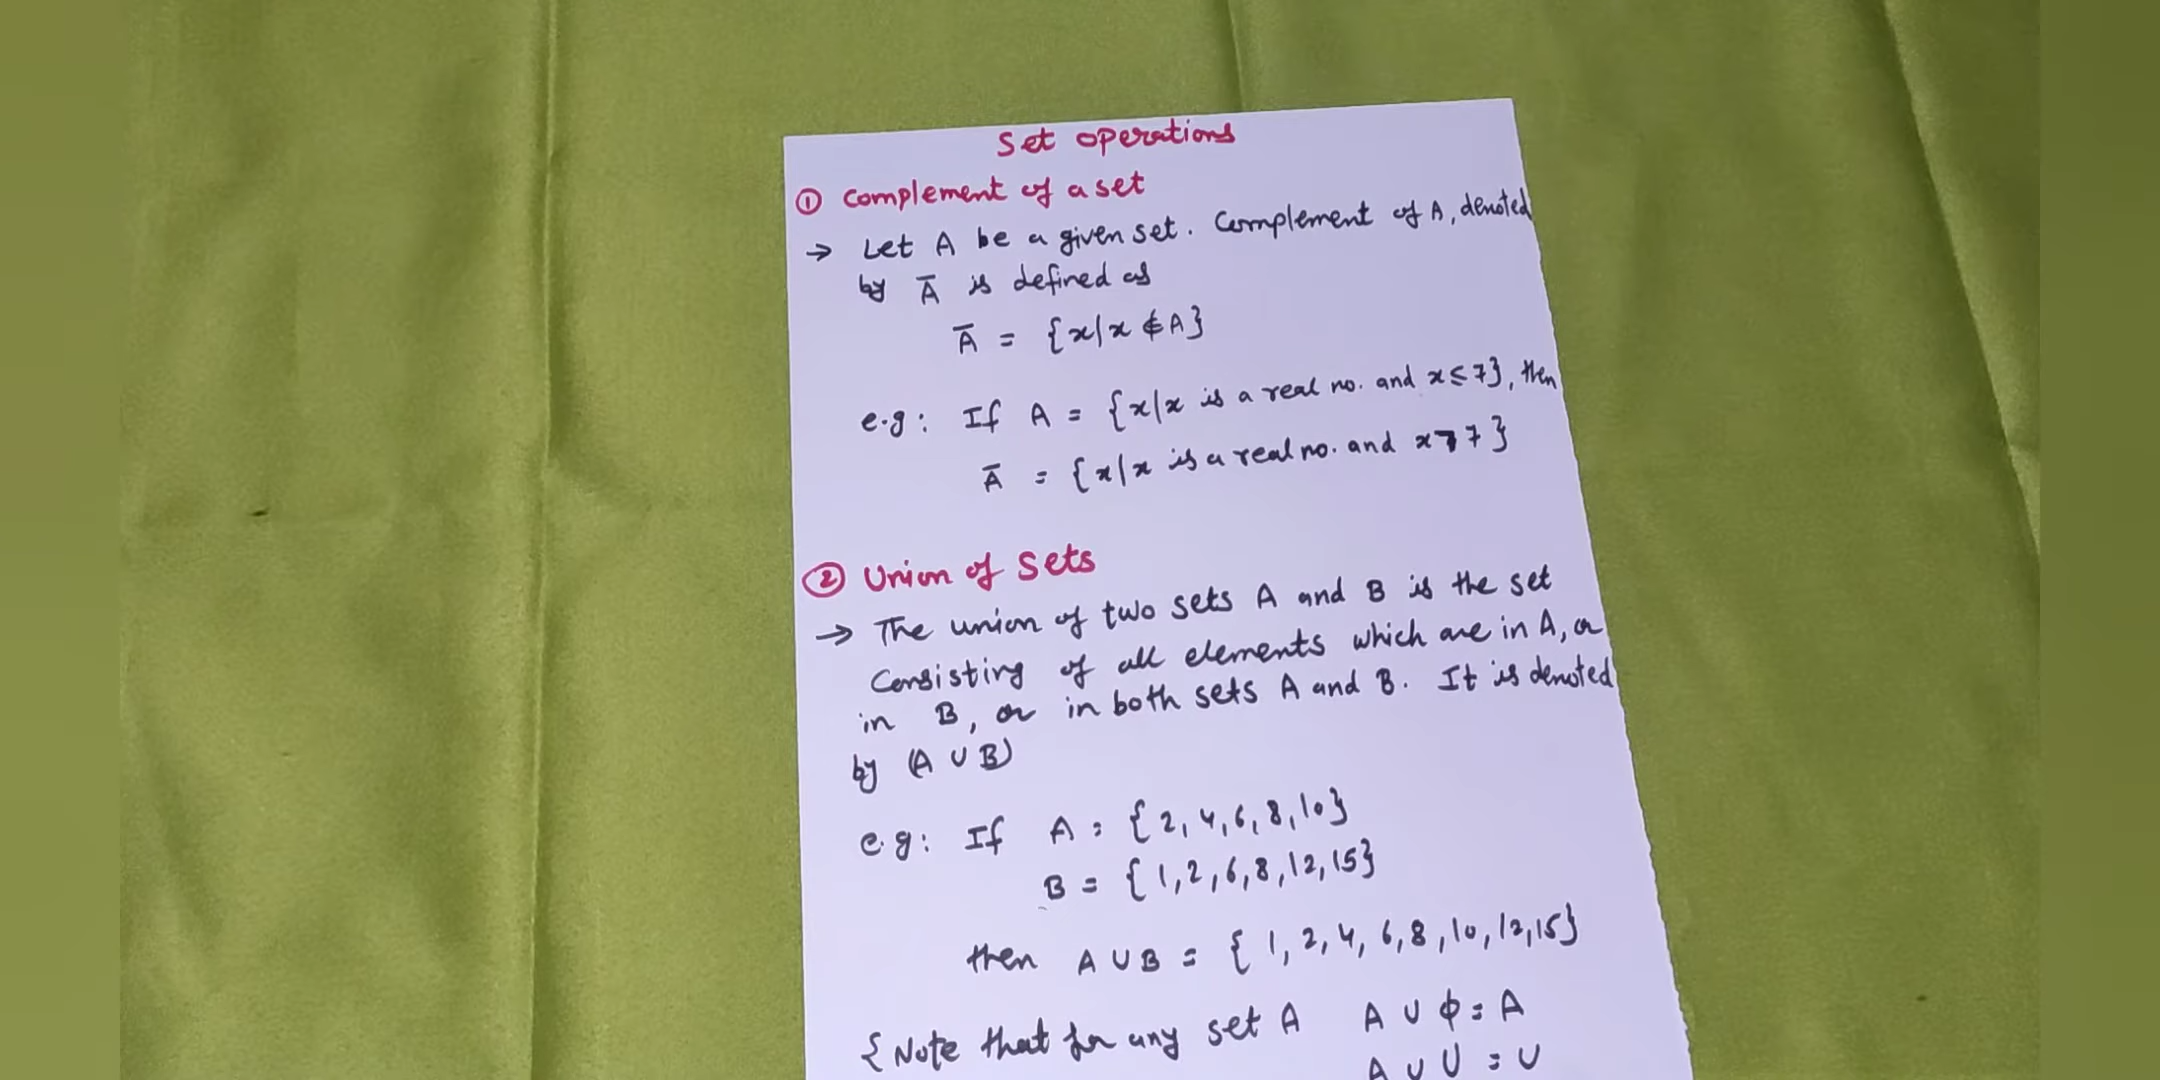 Set operations
① Complement of a set
→ Let A be a given set. Complement of A, denoted
by Ā is defined as
Ā = {x|x ∉ A}
e.g: If A = {x|x is a real no. and x ≤ 7}, then
Ā = {x|x is a real no. and x > 7}
② Union of Sets
→ The union of two sets A and B is the set
Consisting of all elements which are in A, or
in B, or in both sets A and B. It is denoted
by (A ∪ B)
e.g: If A = {2, 4, 6, 8, 10}
B = {1, 2, 6, 8, 12, 15}
then A ∪ B = {1, 2, 4, 6, 8, 10, 12, 15}
{Note that for any set A A ∪ ϕ = A
A ∪ U = U